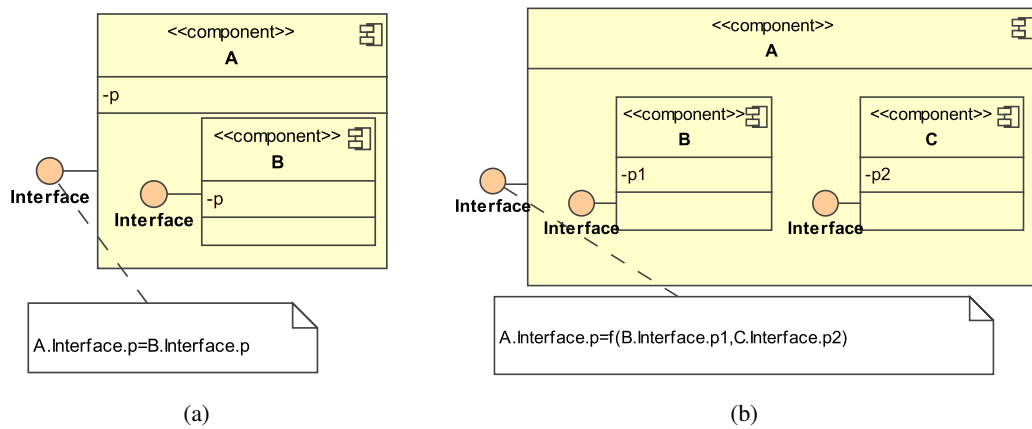 <<component>>
A
-p
<<component>>
B
-p
Interface
Interface
A.Interface.p=B.Interface.p
(a)
<<component>>
A
<<component>>
B
-p1
<<component>>
C
-p2
Interface
Interface
Interface
A.Interface.p=f(B.Interface.p1,C.Interface.p2)
(b)